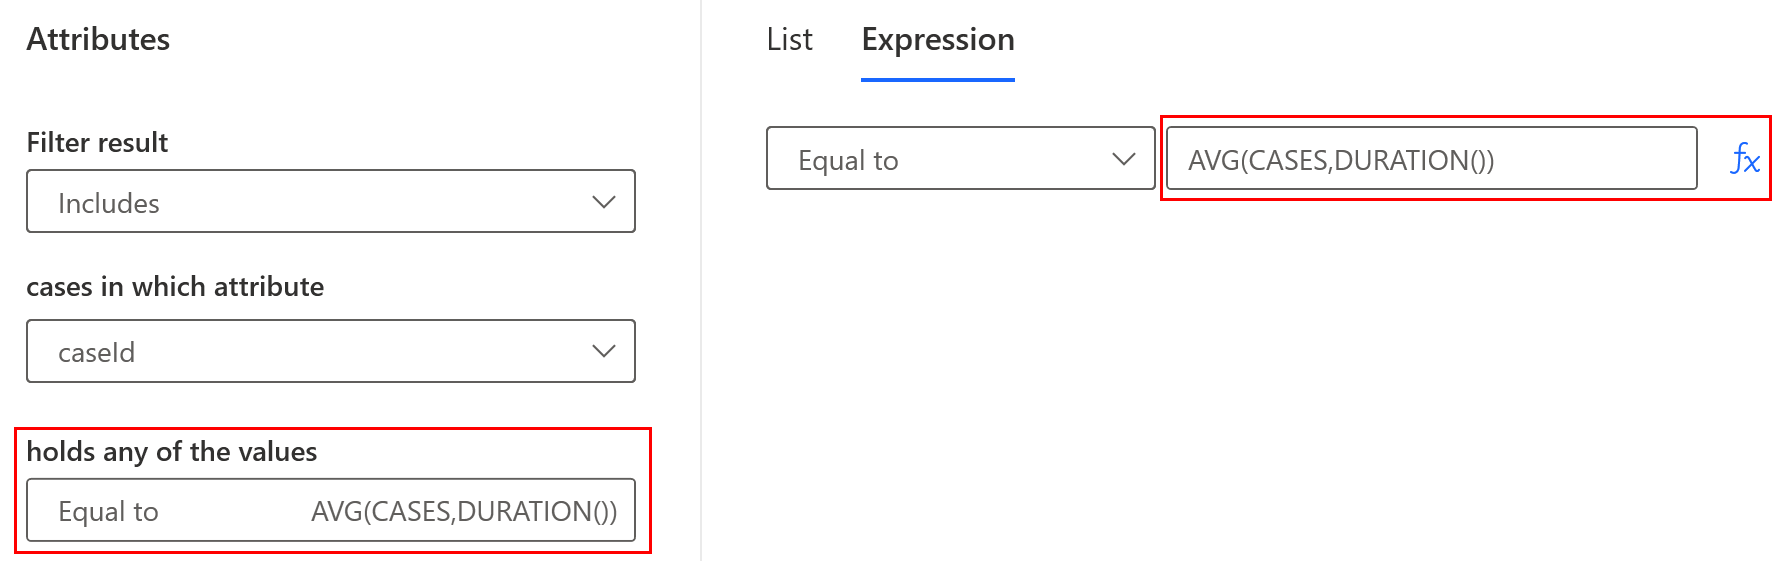 Attributes
Filter result
Includes
cases in which attribute
caseId
holds any of the values
Equal to AVG(CASES,DURATION())
List Expression
Equal to AVG(CASES,DURATION()) fx